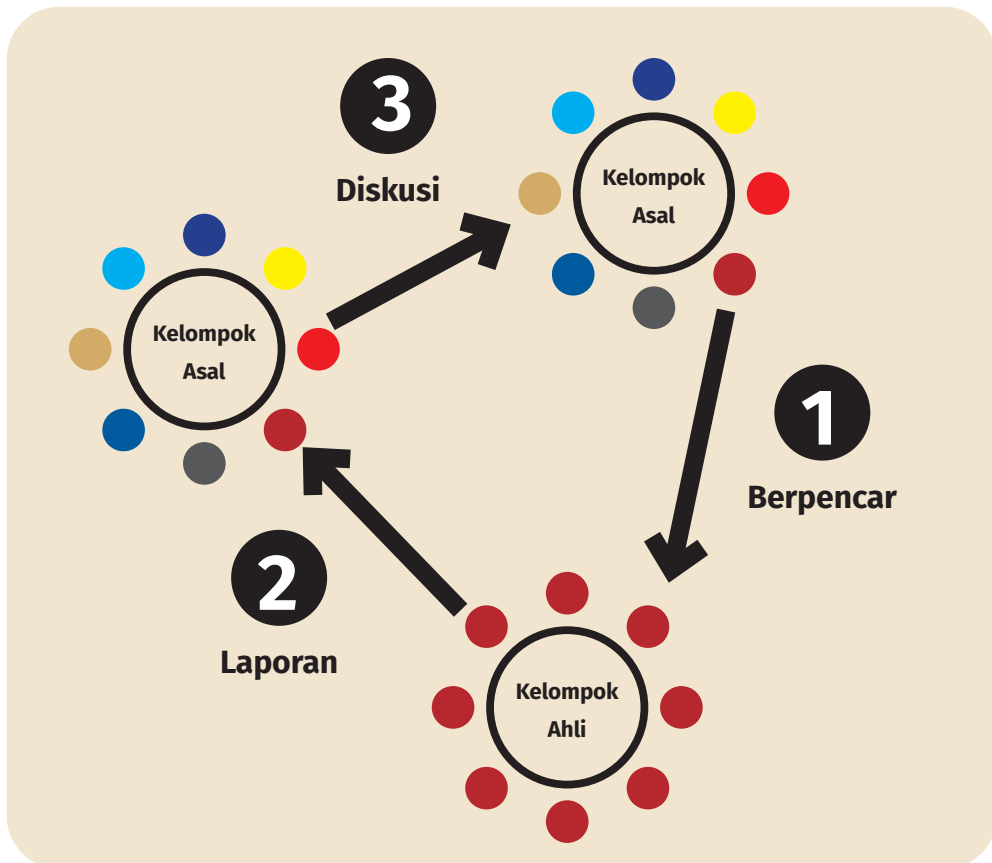 3
Diskusi
Kelompok
Asal
Kelompok
Asal
1
Berpencar
2
Laporan
Kelompok
Ahli